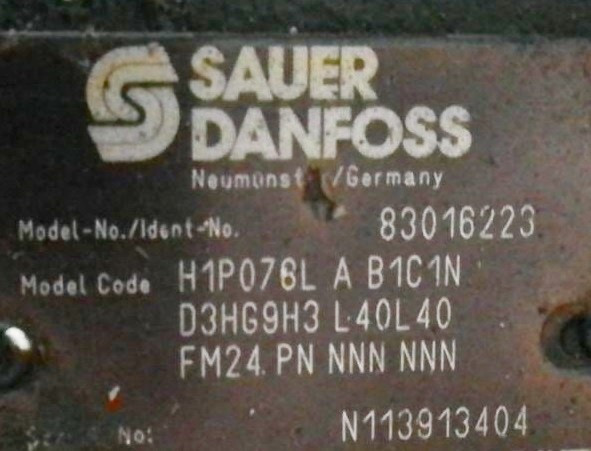 SAUER
DANFOSS
/Germany
Model-No./Ident-No. 83016223
Model Code H1P076L A B1C1N
D3HG9H3 L40L40
FM24 PN NNN NNN
No: N113913404